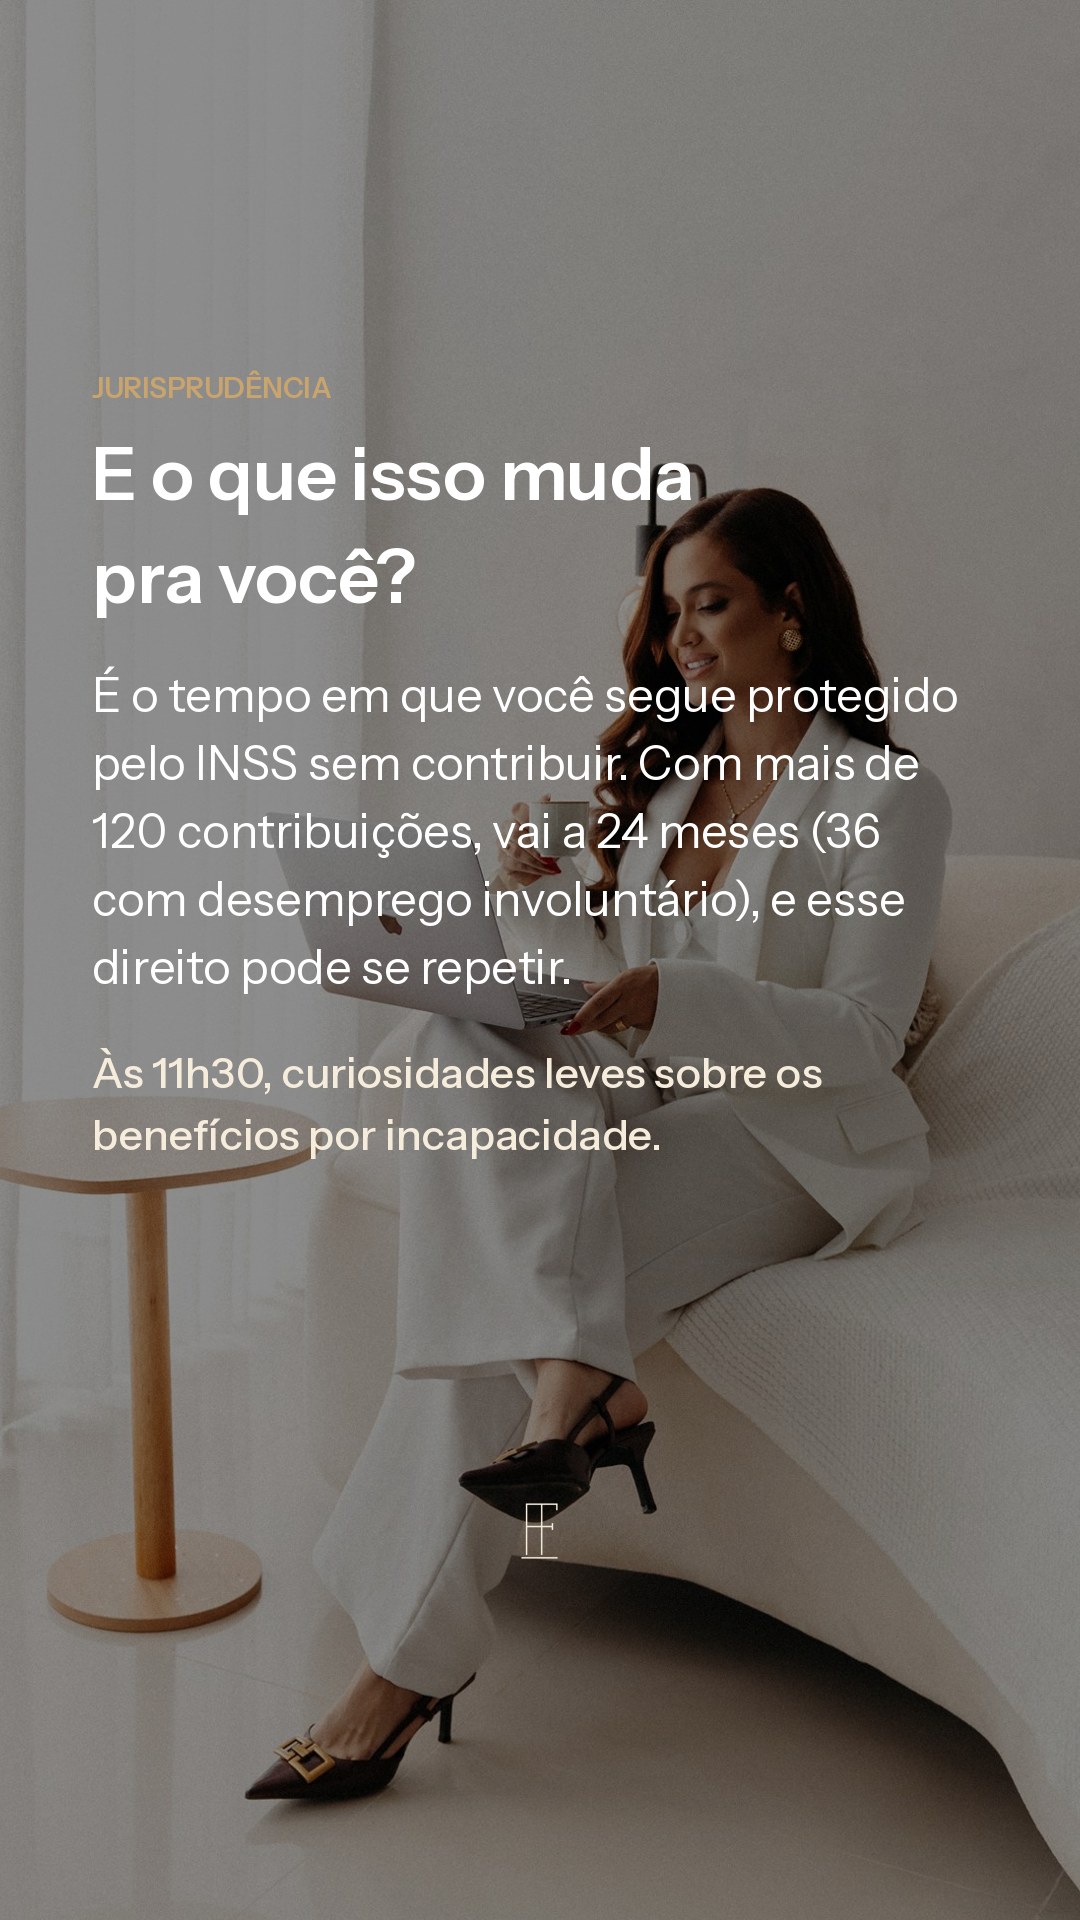 JURISPRUDÊNCIA
E o que isso muda
pra você?
É o tempo em que você segue protegido
pelo INSS sem contribuir. Com mais de
120 contribuições, vai a 24 meses (36
com desemprego involuntário), e esse
direito pode se repetir.
Às 11h30, curiosidades leves sobre os
benefícios por incapacidade.